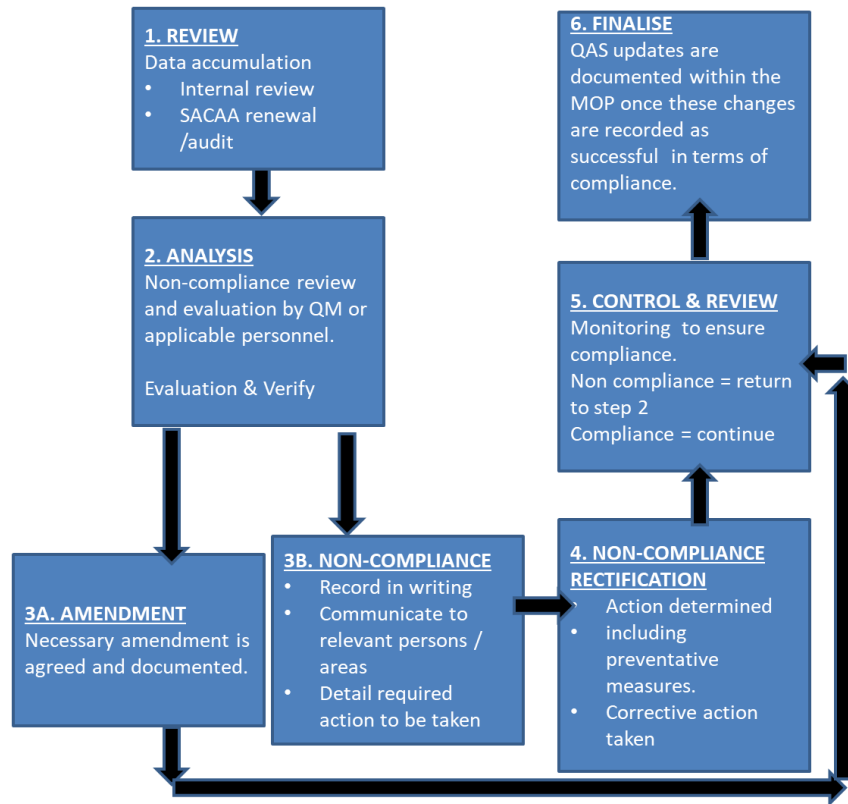 1. REVIEW
Data accumulation
• Internal review
• SACAA renewal
/audit
2. ANALYSIS
Non-compliance review
and evaluation by QM or
applicable personnel.
Evaluation & Verify
3A. AMENDMENT
Necessary amendment is
agreed and documented.
3B. NON-COMPLIANCE
• Record in writing
• Communicate to
relevant persons /
areas
• Detail required
action to be taken
4. NON-COMPLIANCE
RECTIFICATION
• Action determined
• including
preventative
measures.
• Corrective action
taken
5. CONTROL & REVIEW
Monitoring to ensure
compliance.
Non compliance = return
to step 2
Compliance = continue
6. FINALISE
QAS updates are
documented within the
MOP once these changes
are recorded as
successful in terms of
compliance.